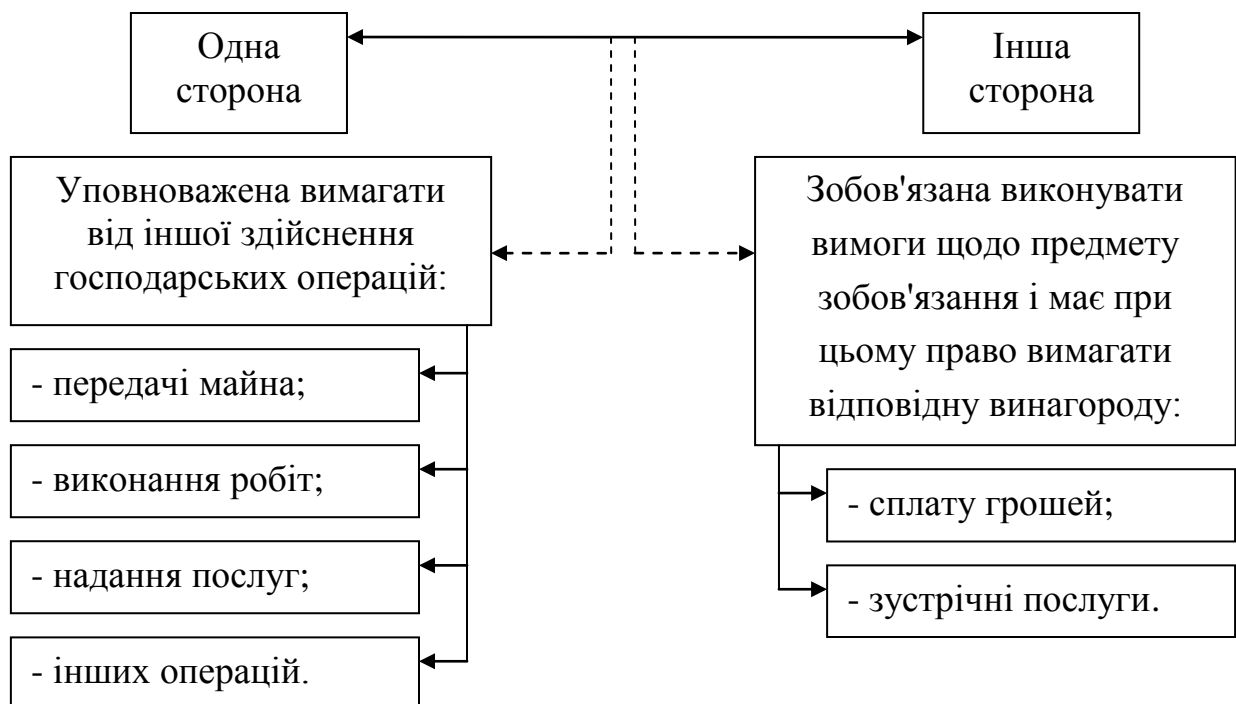 Одна
сторона
Інша
сторона
Уповноважена вимагати
від іншої здійснення
господарських операцій:
- передачі майна;
- виконання робіт;
- надання послуг;
- інших операцій.
Зобов'язана виконувати
вимоги щодо предмету
зобов'язання і має при
цьому право вимагати
відповідну винагороду:
- сплату грошей;
- зустрічні послуги.